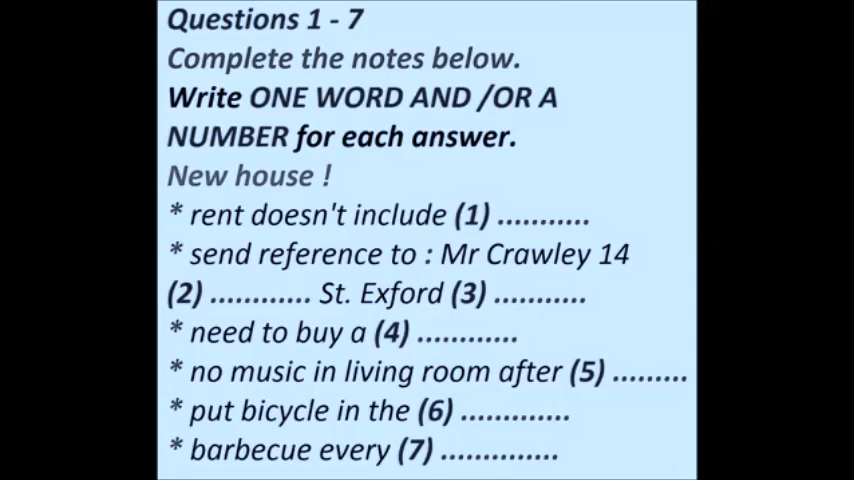 Questions 1 - 7
Complete the notes below.
Write ONE WORD AND /OR A
NUMBER for each answer.
New house !
* rent doesn't include (1) ...........
* send reference to : Mr Crawley 14
(2) ............ St. Exford (3) ...........
* need to buy a (4) ............
* no music in living room after (5) .........
* put bicycle in the (6) .............
* barbecue every (7) ..............